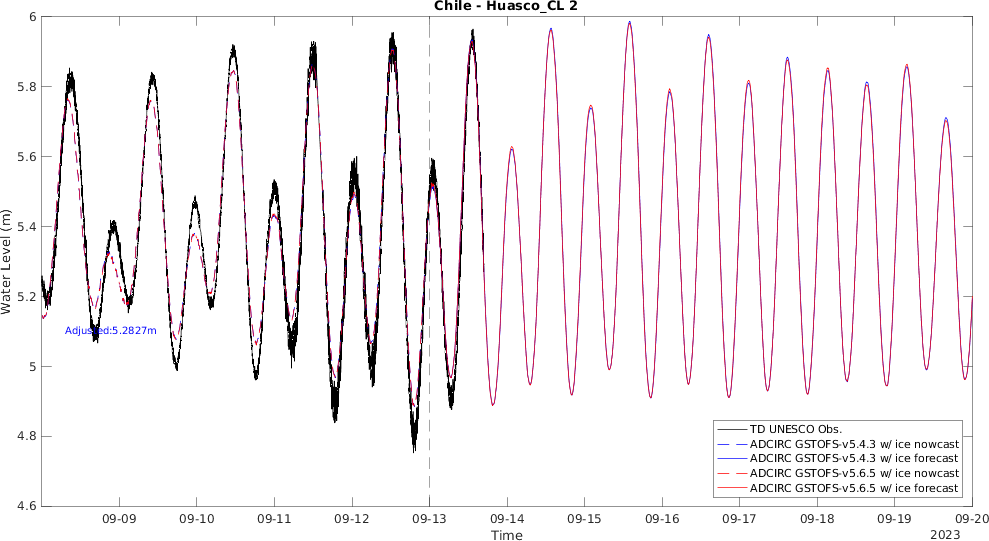 Chile - Huasco_CL 2
6
5.8
5.6
5.4
5.2
5
4.8
4.6
Water Level (m)
Adjusted:5.2827m
TD UNESCO Obs.
ADCIRC GSTOFS-v5.4.3 w/ ice nowcast
ADCIRC GSTOFS-v5.4.3 w/ ice forecast
ADCIRC GSTOFS-v5.6.5 w/ ice nowcast
ADCIRC GSTOFS-v5.6.5 w/ ice forecast
09-09 09-10 09-11 09-12 09-13 09-14 09-15 09-16 09-17 09-18 09-19 09-20
Time
2023